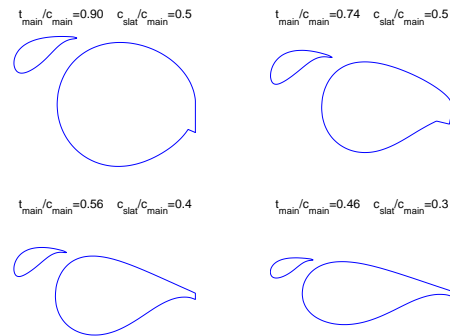 t_main/c_main=0.90 c_slat/c_main=0.5
t_main/c_main=0.74 c_slat/c_main=0.5
t_main/c_main=0.56 c_slat/c_main=0.4
t_main/c_main=0.46 c_slat/c_main=0.3